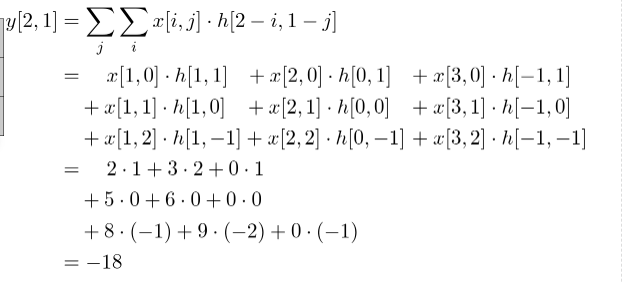 y[2, 1] = ∑_j ∑_i x[i, j] · h[2 − i, 1 − j]
= x[1, 0] · h[1, 1] + x[2, 0] · h[0, 1] + x[3, 0] · h[−1, 1]
+ x[1, 1] · h[1, 0] + x[2, 1] · h[0, 0] + x[3, 1] · h[−1, 0]
+ x[1, 2] · h[1, −1] + x[2, 2] · h[0, −1] + x[3, 2] · h[−1, −1]
= 2 · 1 + 3 · 2 + 0 · 1
+ 5 · 0 + 6 · 0 + 0 · 0
+ 8 · (−1) + 9 · (−2) + 0 · (−1)
= −18